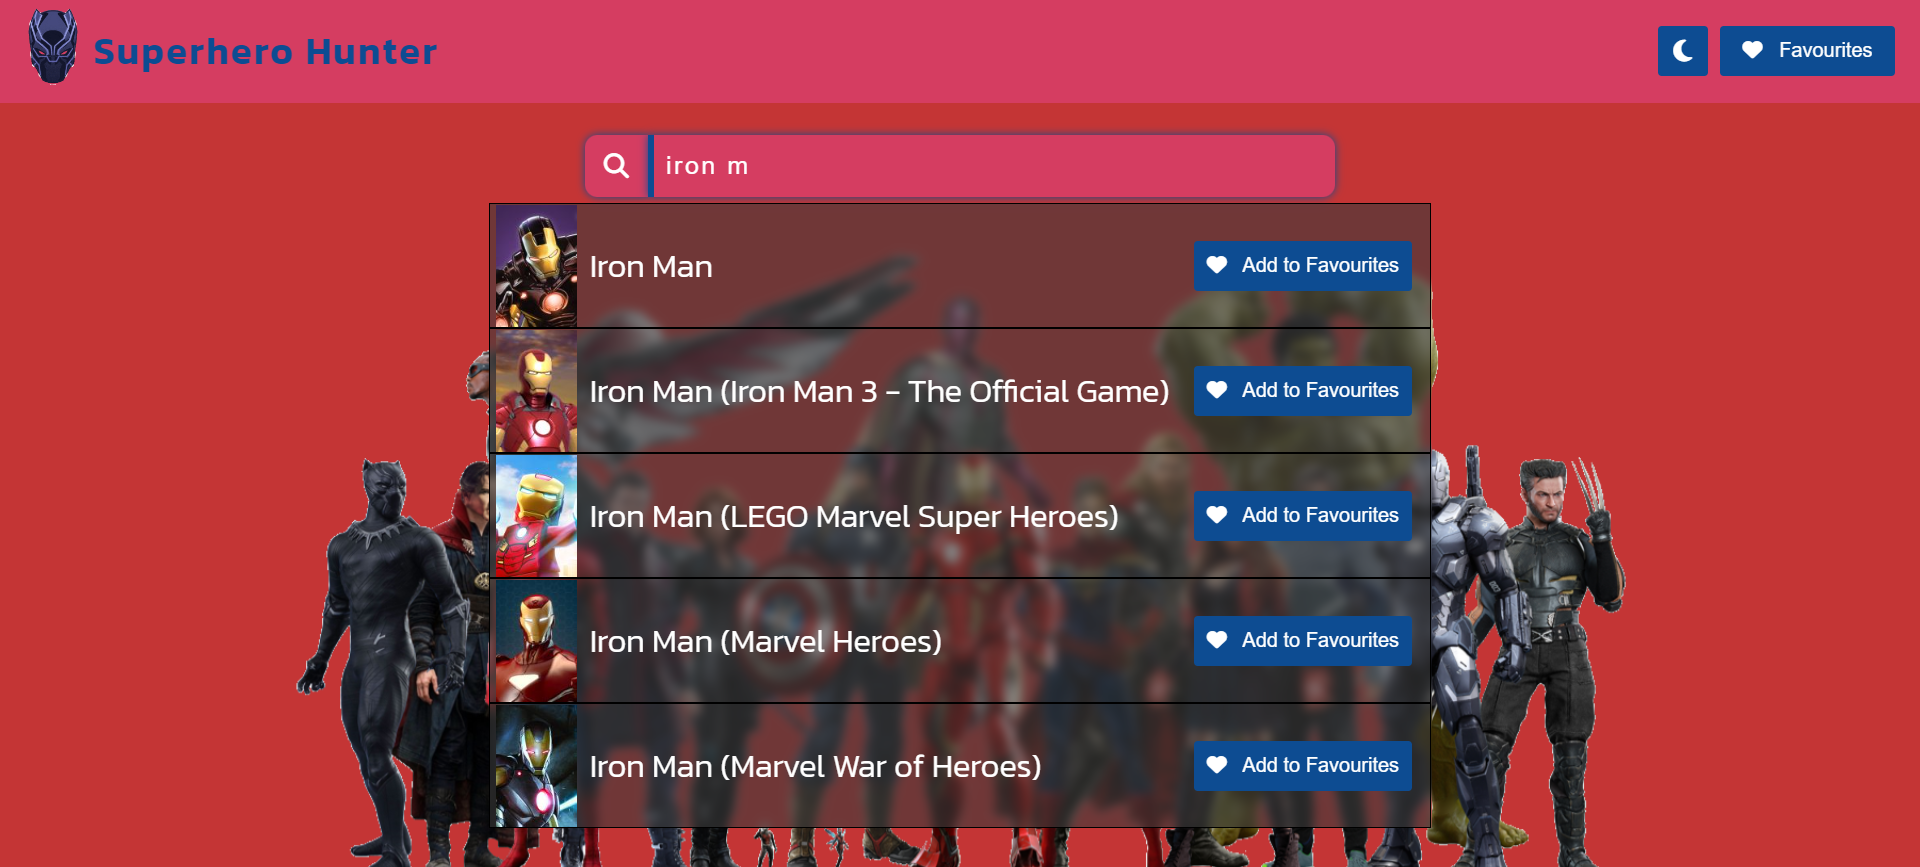 Superhero Hunter
Favourites
iron m
Iron Man
Add to Favourites
Iron Man (Iron Man 3 - The Official Game)
Add to Favourites
Iron Man (LEGO Marvel Super Heroes)
Add to Favourites
Iron Man (Marvel Heroes)
Add to Favourites
Iron Man (Marvel War of Heroes)
Add to Favourites